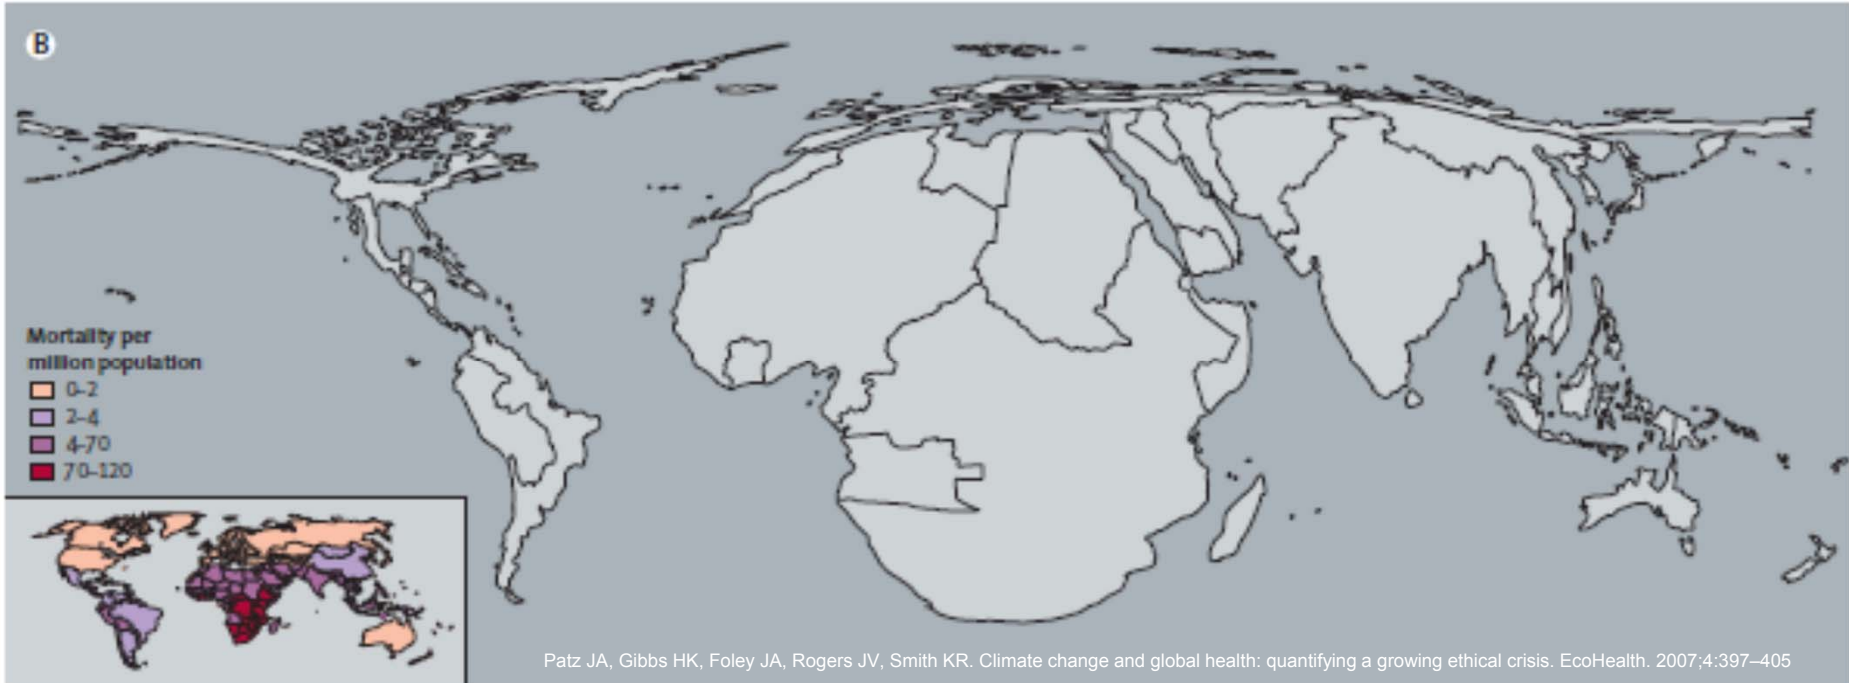 B
Mortality per
million population
0–2
2–4
4–70
70–120
Patz JA, Gibbs HK, Foley JA, Rogers JV, Smith KR. Climate change and global health: quantifying a growing ethical crisis. EcoHealth. 2007;4:397–405